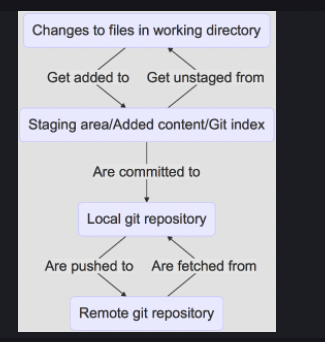 Changes to files in working directory
Get added to
Get unstaged from
Staging area/Added content/Git index
Are committed to
Local git repository
Are pushed to
Are fetched from
Remote git repository